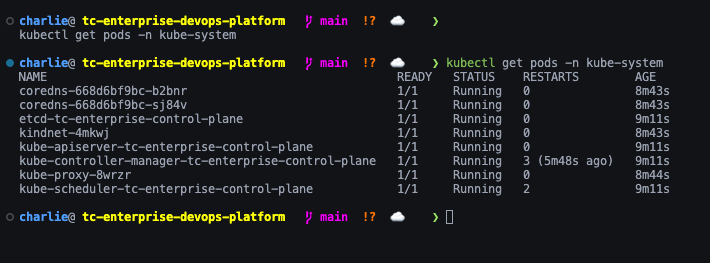 charlie@ tc-enterprise-devops-platform main !? ❯
kubectl get pods -n kube-system
charlie@ tc-enterprise-devops-platform main !? ❯ kubectl get pods -n kube-system
NAME READY STATUS RESTARTS AGE
coredns-668d6bf9bc-b2bnr 1/1 Running 0 8m43s
coredns-668d6bf9bc-sj84v 1/1 Running 0 8m43s
etcd-tc-enterprise-control-plane 1/1 Running 0 9m11s
kindnet-4mkwj 1/1 Running 0 8m43s
kube-apiserver-tc-enterprise-control-plane 1/1 Running 0 9m11s
kube-controller-manager-tc-enterprise-control-plane 1/1 Running 3 (5m48s ago) 9m11s
kube-proxy-8wrzr 1/1 Running 0 8m44s
kube-scheduler-tc-enterprise-control-plane 1/1 Running 2 9m11s
charlie@ tc-enterprise-devops-platform main !? ❯